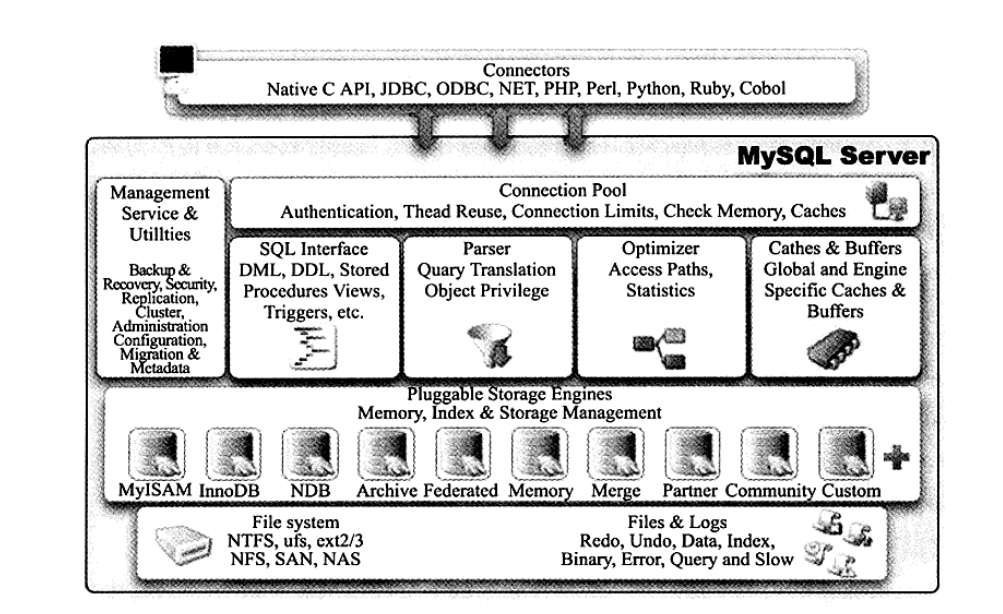 Connectors
Native C API, JDBC, ODBC, NET, PHP, Perl, Python, Ruby, Cobol
MySQL Server
Management
Service &
Utillties
Backup &
Recovery, Security,
Replication,
Cluster,
Administration
Configuration,
Migration &
Metadata
Connection Pool
Authentication, Thead Reuse, Connection Limits, Check Memory, Caches
SQL Interface
DML, DDL, Stored
Procedures Views,
Triggers, etc.
Parser
Quary Translation
Object Privilege
Optimizer
Access Paths,
Statistics
Cathes & Buffers
Global and Engine
Specific Caches &
Buffers
Pluggable Storage Engines
Memory, Index & Storage Management
MyISAM InnoDB NDB Archive Federated Memory Merge Partner Community Custom
File system
NTFS, ufs, ext2/3
NFS, SAN, NAS
Files & Logs
Redo, Undo, Data, Index,
Binary, Error, Query and Slow